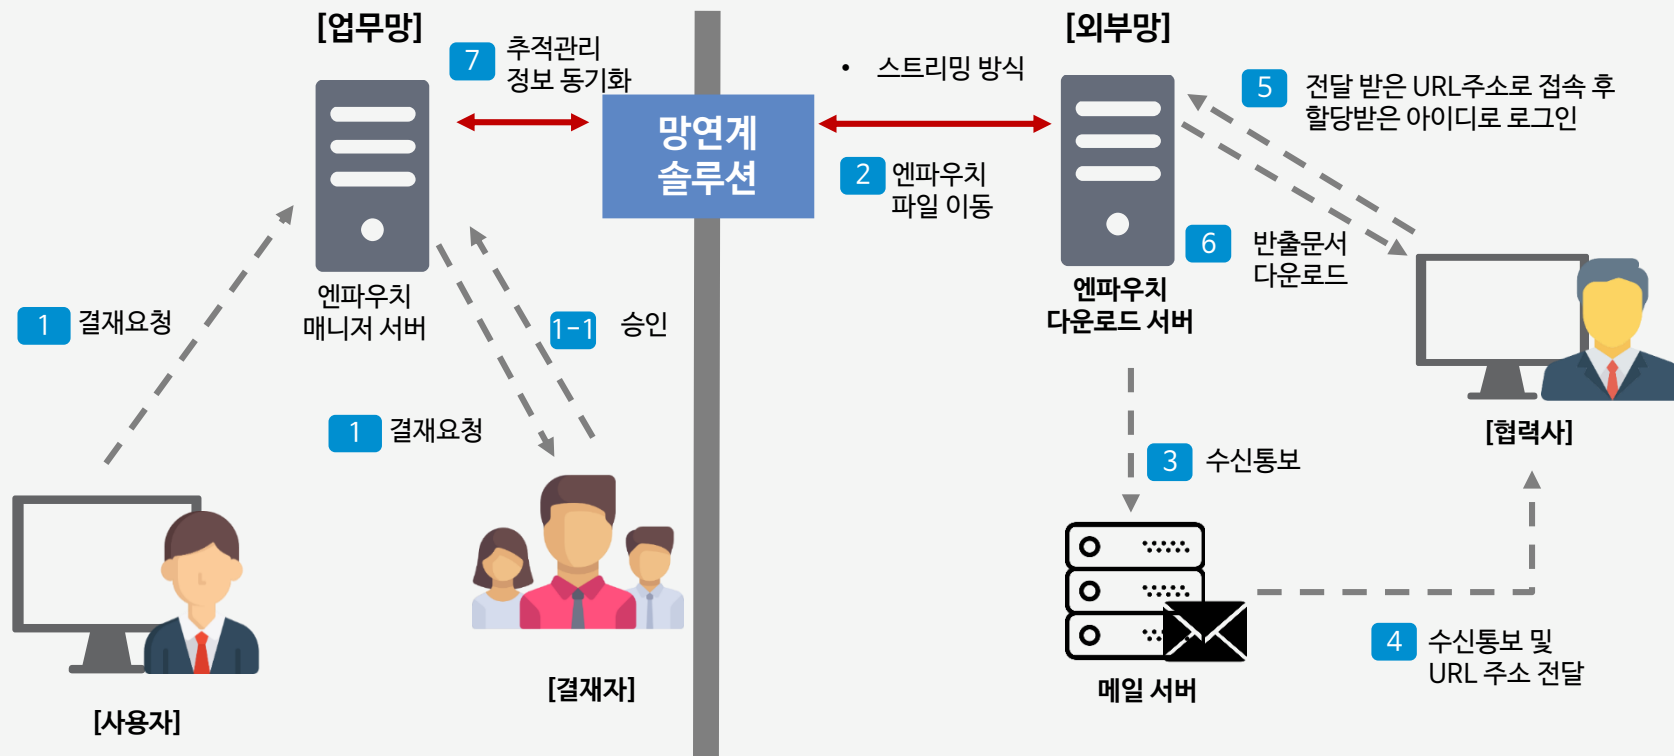 [업무망]
7
추적관리
정보 동기화
망연계
솔루션
• 스트리밍 방식
2
엔파우치
파일 이동
[외부망]
5
전달 받은 URL주소로 접속 후
할당받은 아이디로 로그인
6
반출문서
다운로드
엔파우치
매니저 서버
엔파우치
다운로드 서버
1 결재요청
1-1 승인
1 결재요청
[협력사]
3 수신통보
4
수신통보 및
URL 주소 전달
메일 서버
[결재자]
[사용자]